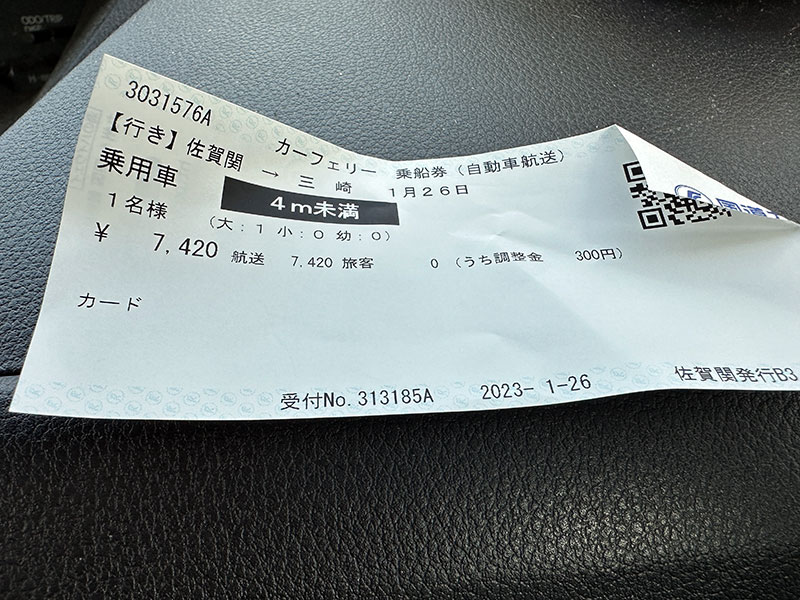 ODO/TRIP
3031576A
カーフェリー 乗船券(自動車航送)
【行き】佐賀関 → 三崎 1月26日
乗用車 4m未満
1名様 (大:1 小:0 幼:0)
¥ 7,420 航送 7,420 旅客 0 (うち調整金 300円)
カード
受付No.313185A 2023- 1-26 佐賀関発行B3